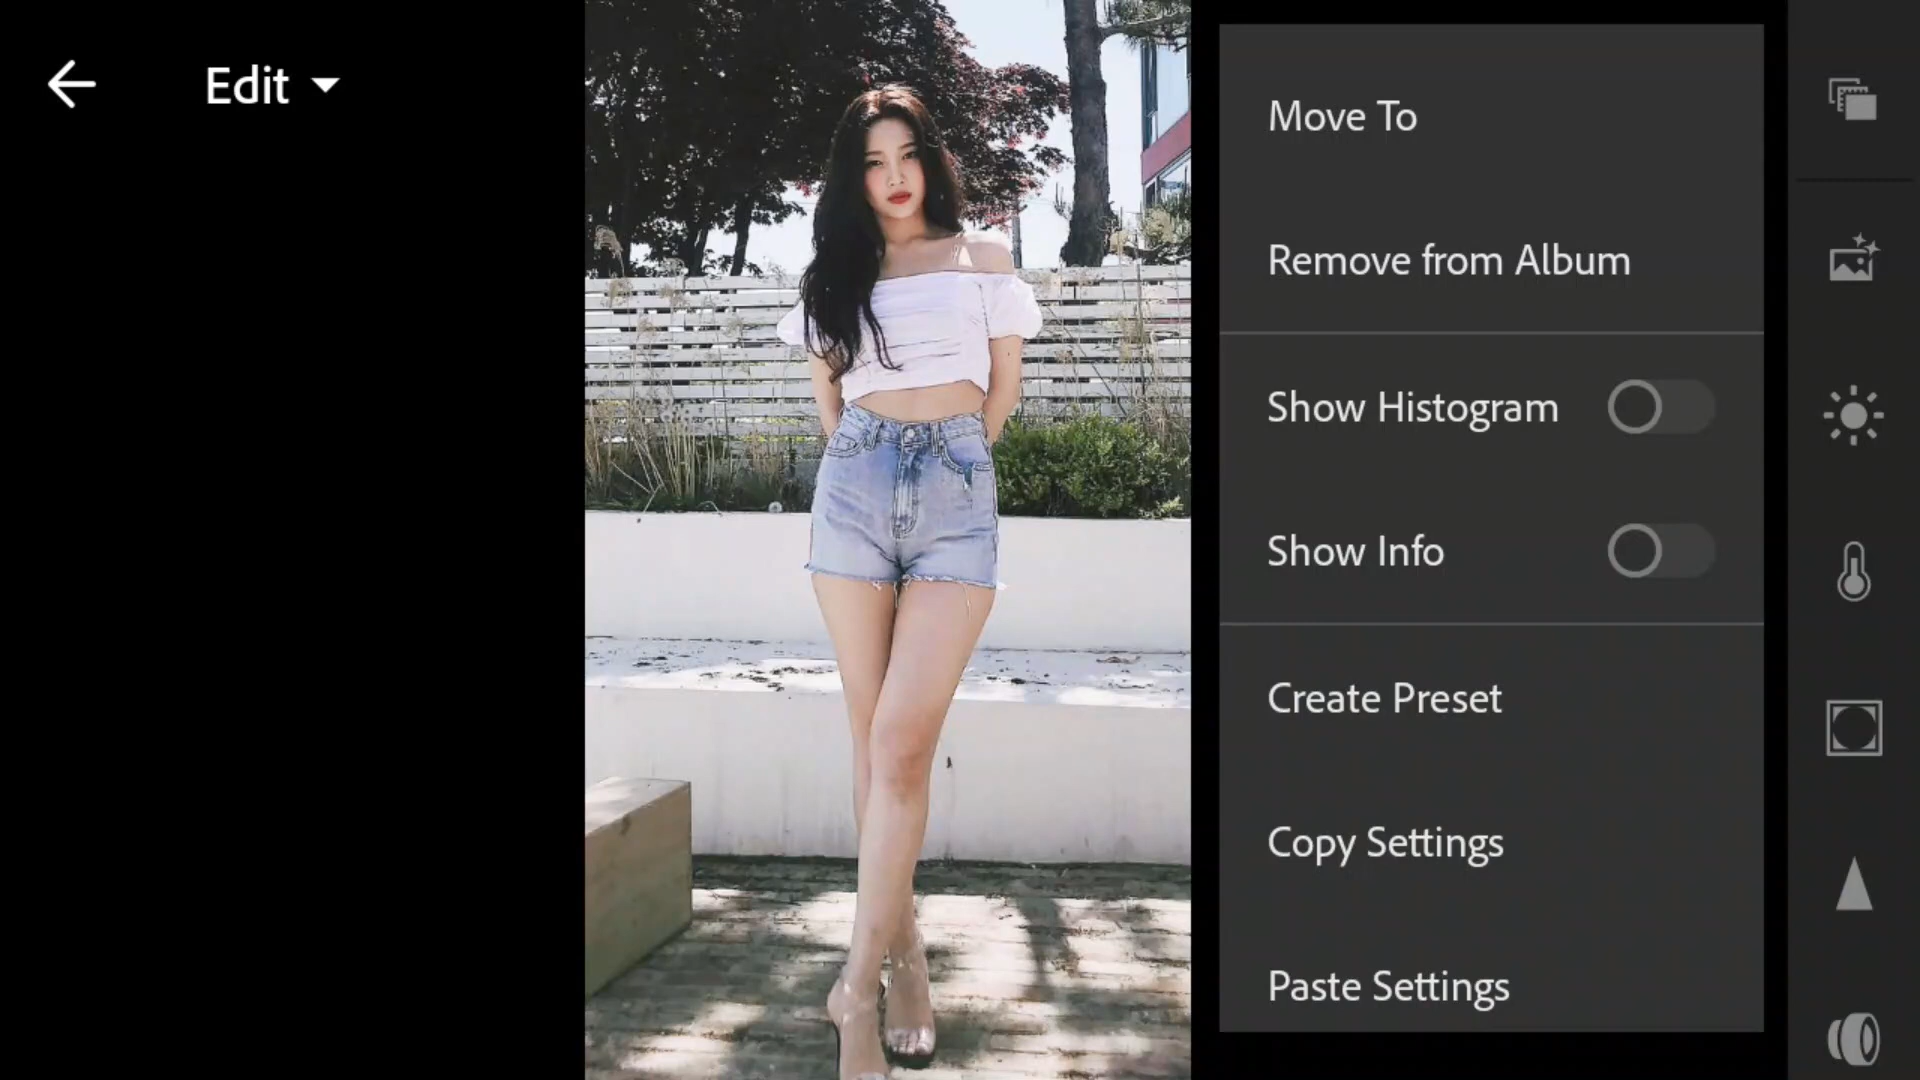 Edit
Move To
Remove from Album
Show Histogram
Show Info
Create Preset
Copy Settings
Paste Settings